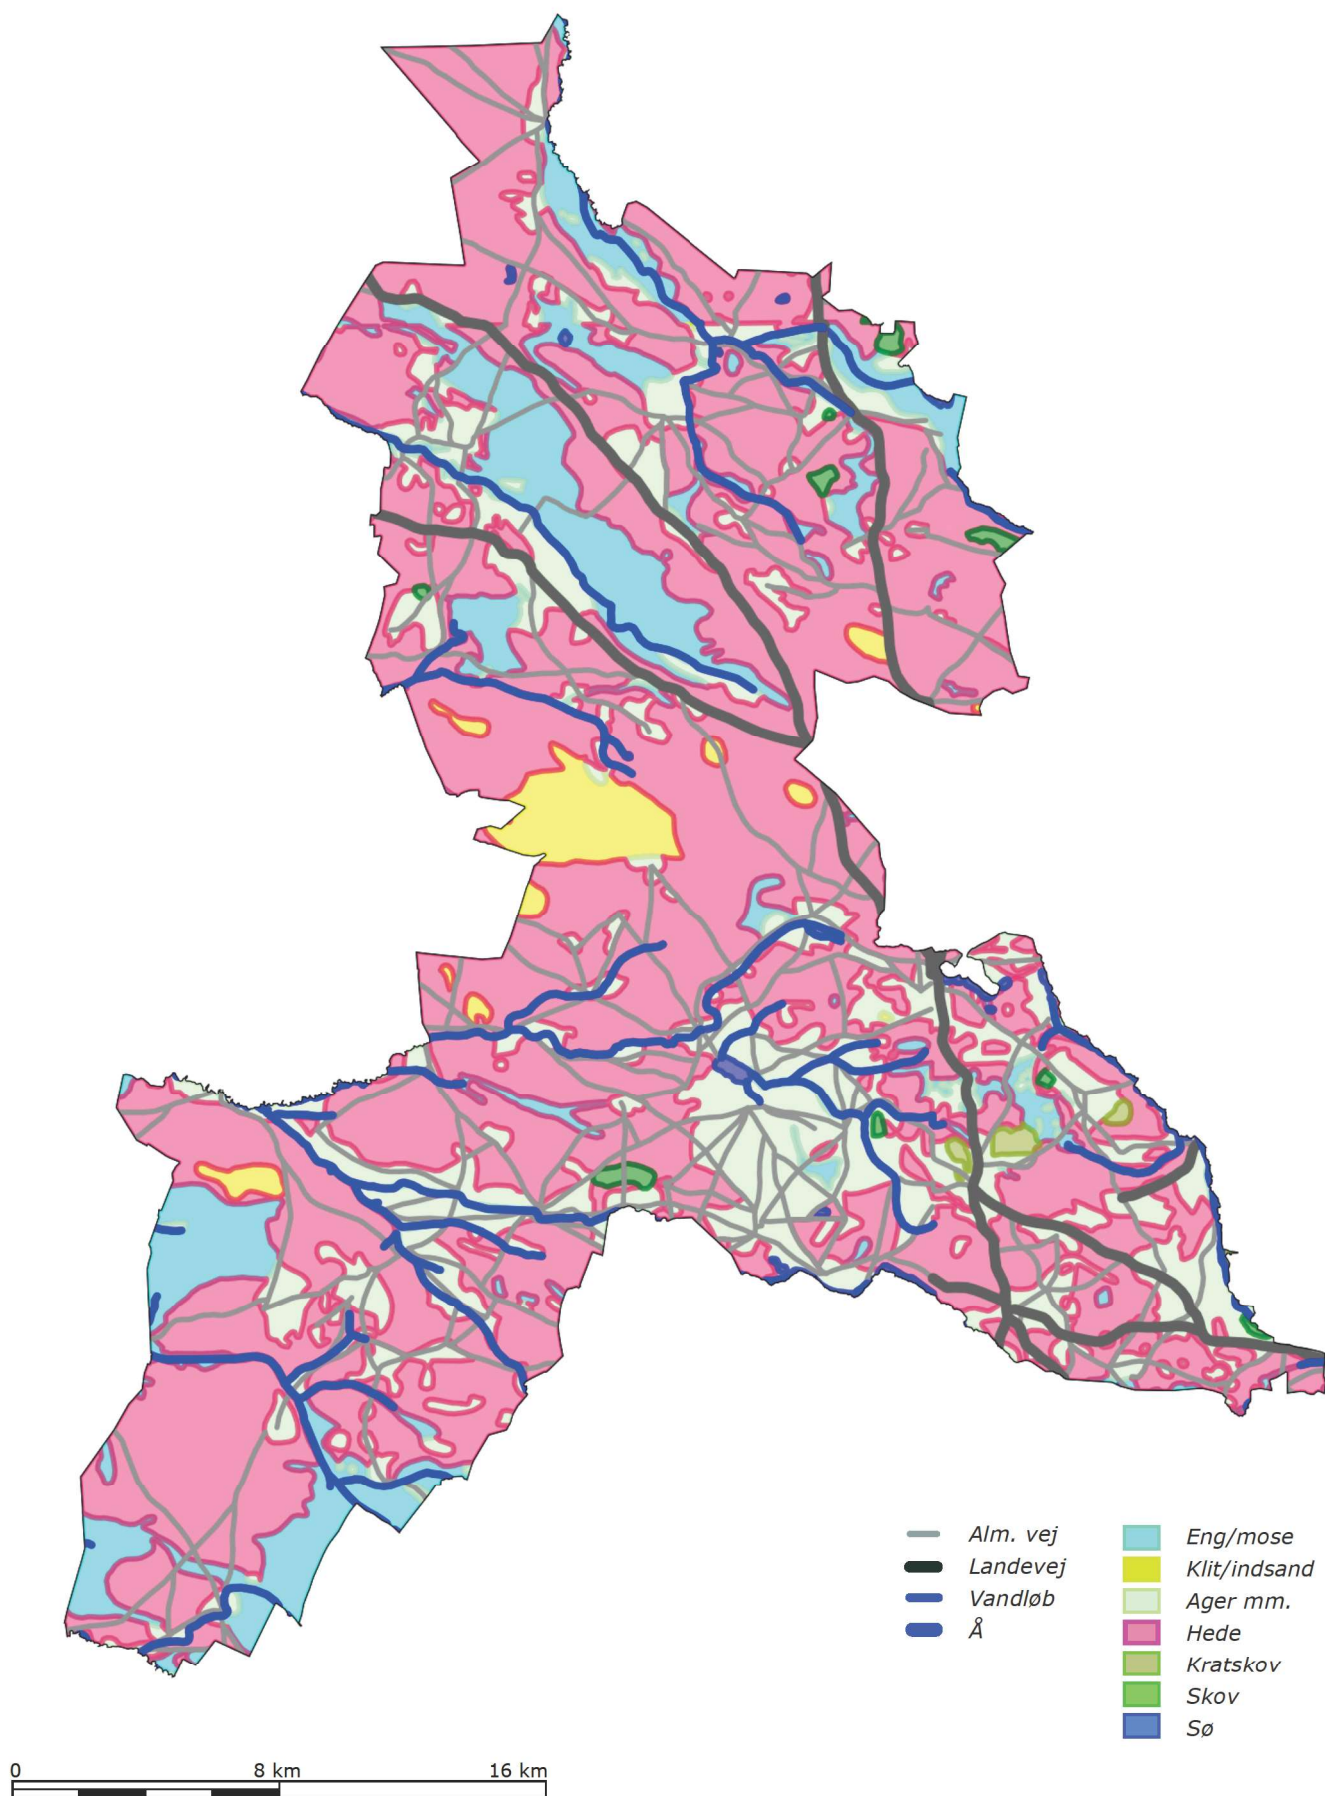 Alm. vej
Landevej
Vandløb
Å
Eng/mose
Klit/indsand
Ager mm.
Hede
Kratskov
Skov
Sø
0 8 km 16 km